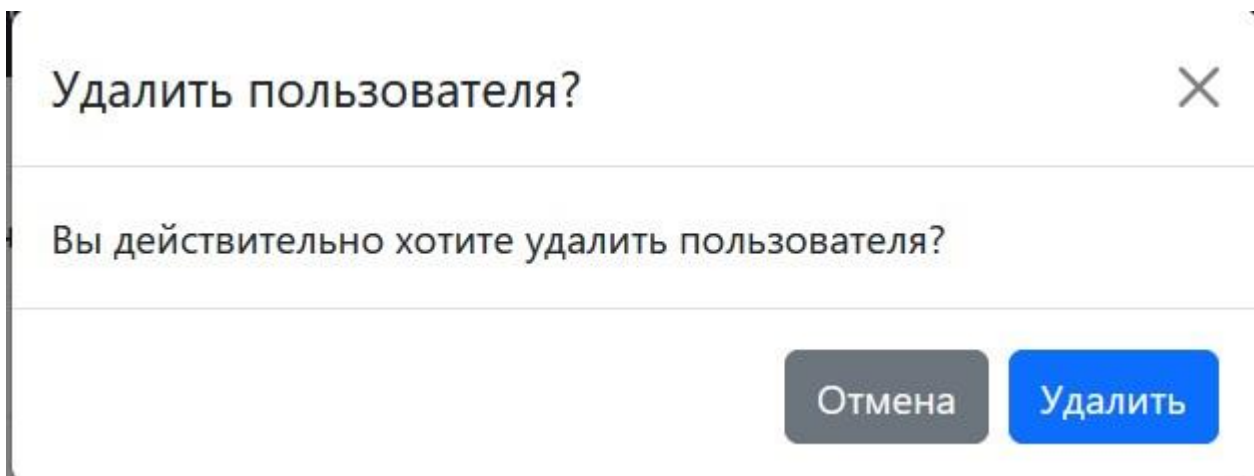 Удалить пользователя?
Вы действительно хотите удалить пользователя?
Отмена Удалить